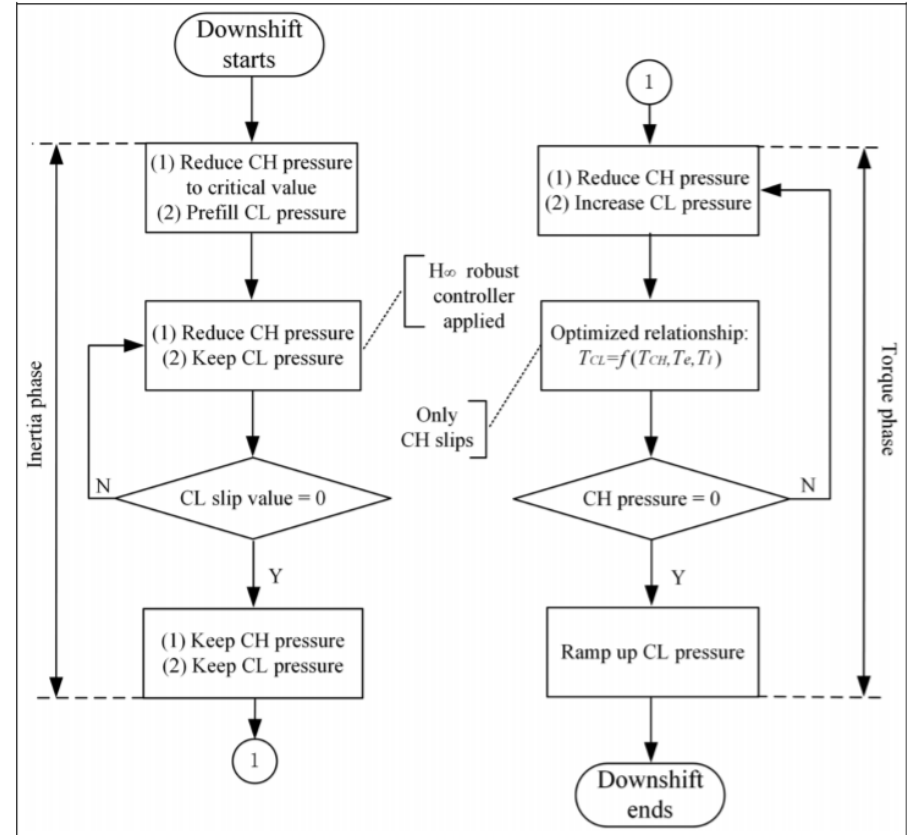 Downshift
starts
(1) Reduce CH pressure
to critical value
(2) Prefill CL pressure
H∞ robust
controller
applied
(1) Reduce CH pressure
(2) Keep CL pressure
Inertia phase
N
CL slip value = 0
Y
(1) Keep CH pressure
(2) Keep CL pressure
1
1
(1) Reduce CH pressure
(2) Increase CL pressure
Optimized relationship:
TCL=f(TCH,Te,TI)
Only
CH slips
Torque phase
CH pressure = 0
N
Y
Ramp up CL pressure
Downshift
ends